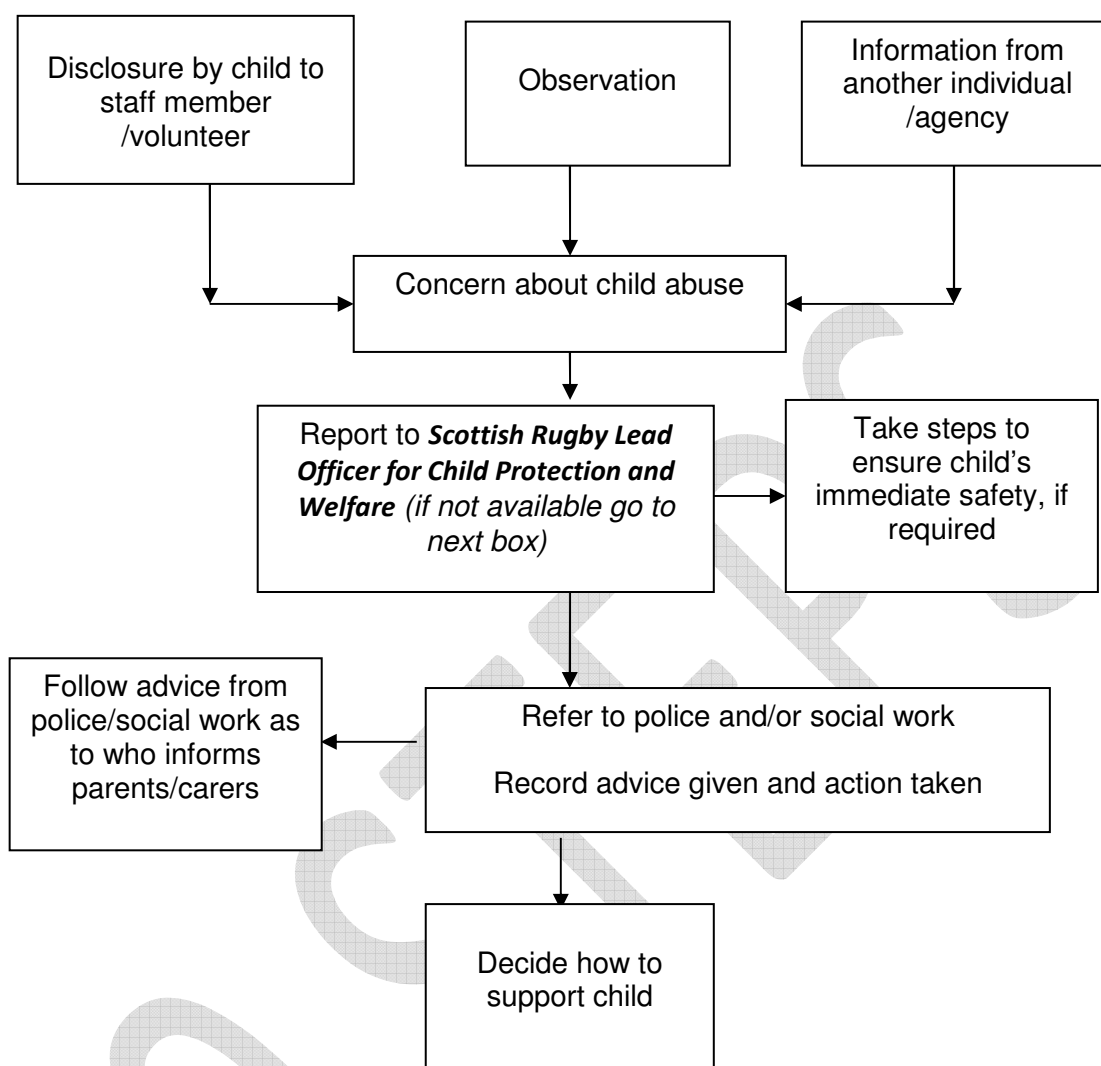 Disclosure by child to
staff member
/volunteer
Observation
Information from
another individual
/agency
Concern about child abuse
Report to Scottish Rugby Lead
Officer for Child Protection and
Welfare (if not available go to
next box)
Take steps to
ensure child’s
immediate safety, if
required
Follow advice from
police/social work as
to who informs
parents/carers
Refer to police and/or social work
Record advice given and action taken
Decide how to
support child